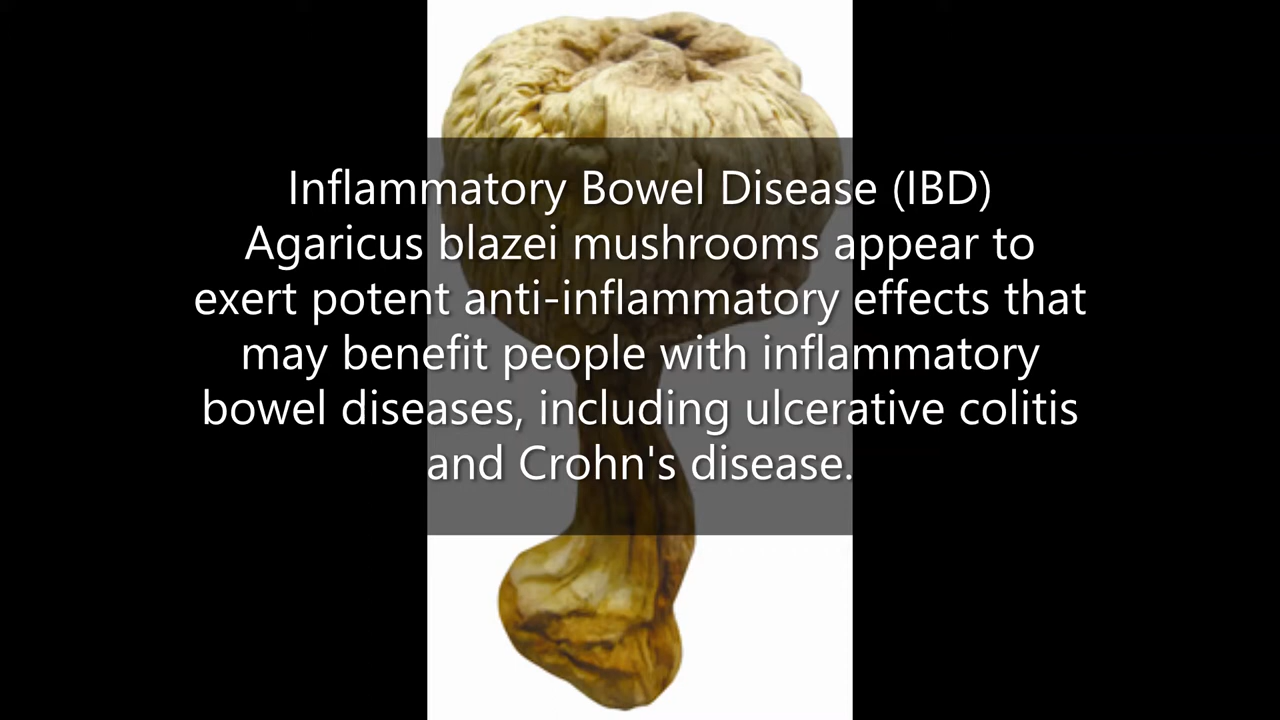 Inflammatory Bowel Disease (IBD)
Agaricus blazei mushrooms appear to
exert potent anti-inflammatory effects that
may benefit people with inflammatory
bowel diseases, including ulcerative colitis
and Crohn's disease.